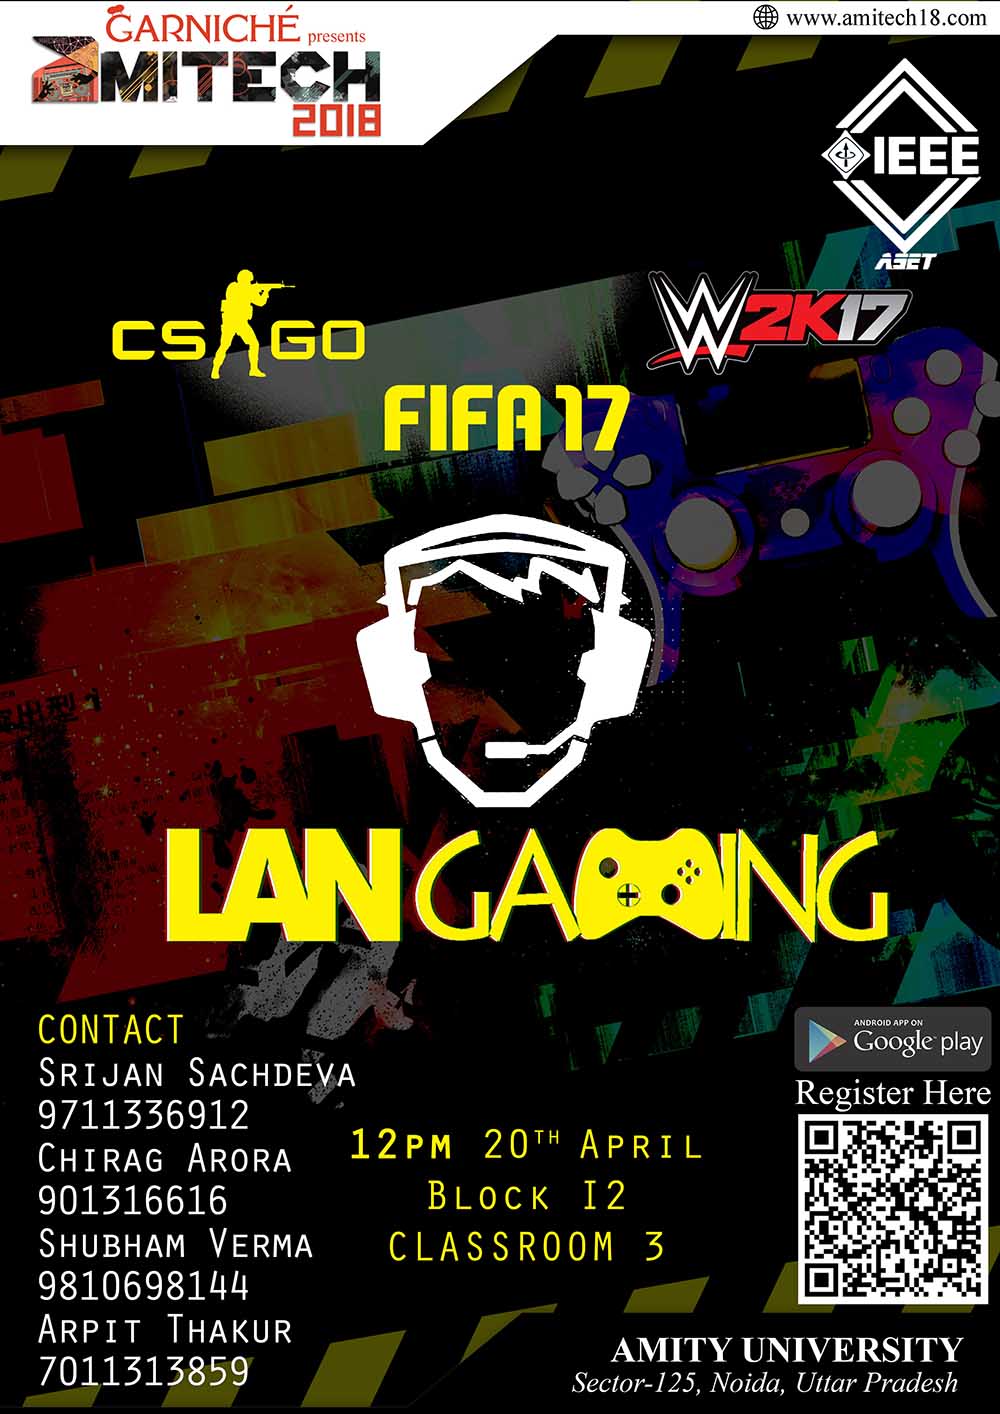 GARNICHÉ presents
AMITECH
2018
www.amitech18.com
IEEE
ASET
CS GO
W 2K17
FIFA 17
LAN GAMING
CONTACT
SRIJAN SACHDEVA
9711336912
CHIRAG ARORA
901316616
SHUBHAM VERMA
9810698144
ARPIT THAKUR
7011313859
12PM 20TH APRIL
BLOCK I2
CLASSROOM 3
ANDROID APP ON
Google play
Register Here
AMITY UNIVERSITY
Sector-125, Noida, Uttar Pradesh